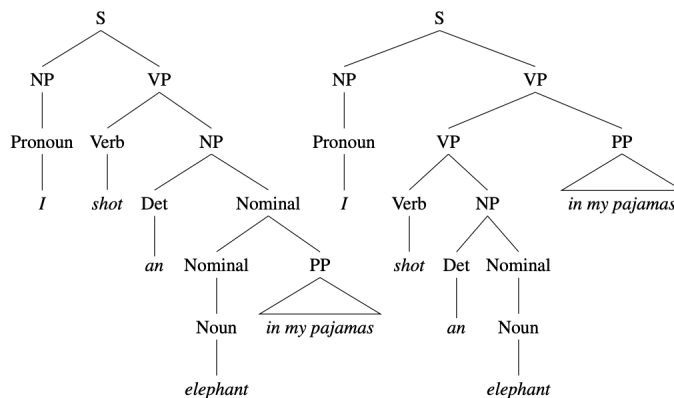 S S
NP VP NP VP
Pronoun Verb NP Pronoun VP PP
I shot Det Nominal I Verb NP in my pajamas
an Nominal PP shot Det Nominal
Noun in my pajamas an Noun
elephant elephant